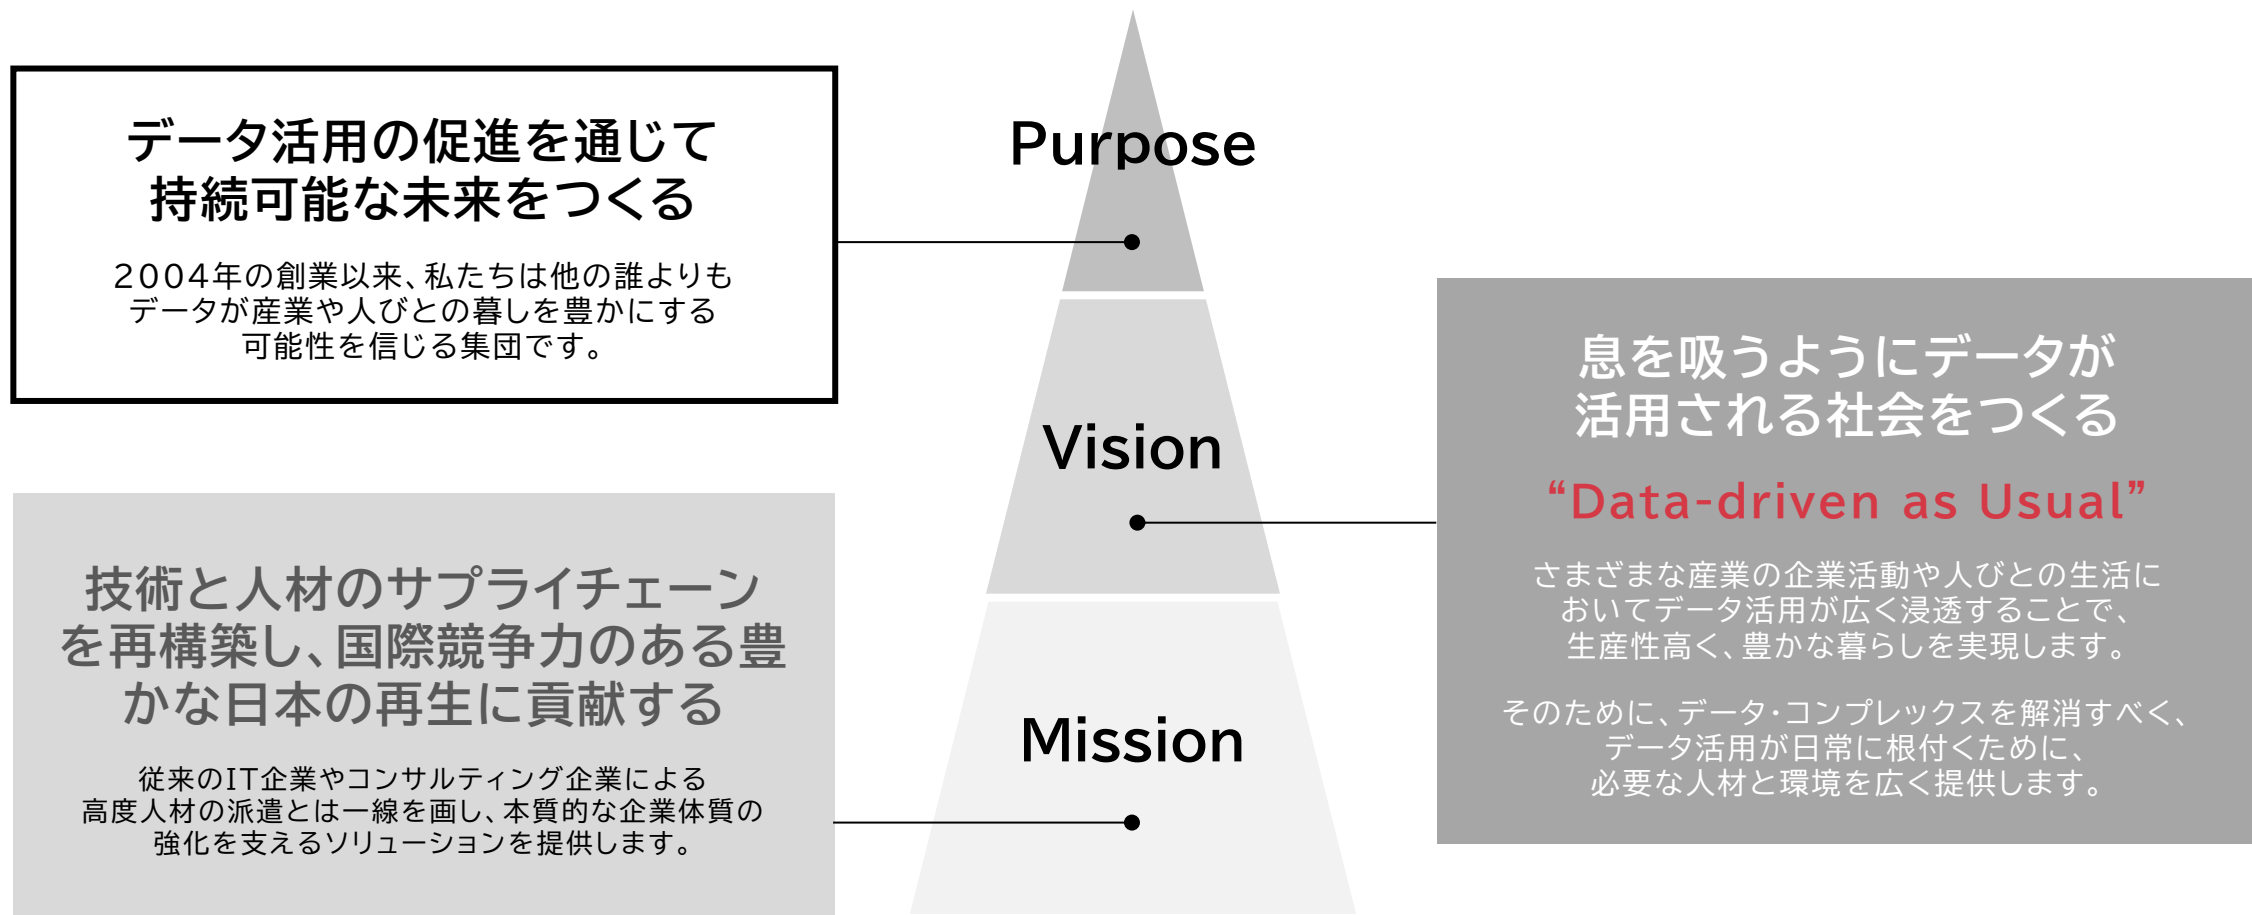 データ活用の促進を通じて
持続可能な未来をつくる
2004年の創業以来、私たちは他の誰よりも
データが産業や人びとの暮しを豊かにする
可能性を信じる集団です。
Purpose
Vision
息を吸うようにデータが
活用される社会をつくる
“Data-driven as Usual”
さまざまな産業の企業活動や人びとの生活に
おいてデータ活用が広く浸透することで、
生産性高く、豊かな暮らしを実現します。
そのために、データ・コンプレックスを解消すべく、
データ活用が日常に根付くために、
必要な人材と環境を広く提供します。
技術と人材のサプライチェーン
を再構築し、国際競争力のある豊
かな日本の再生に貢献する
従来のIT企業やコンサルティング企業による
高度人材の派遣とは一線を画し、本質的な企業体質の
強化を支えるソリューションを提供します。
Mission